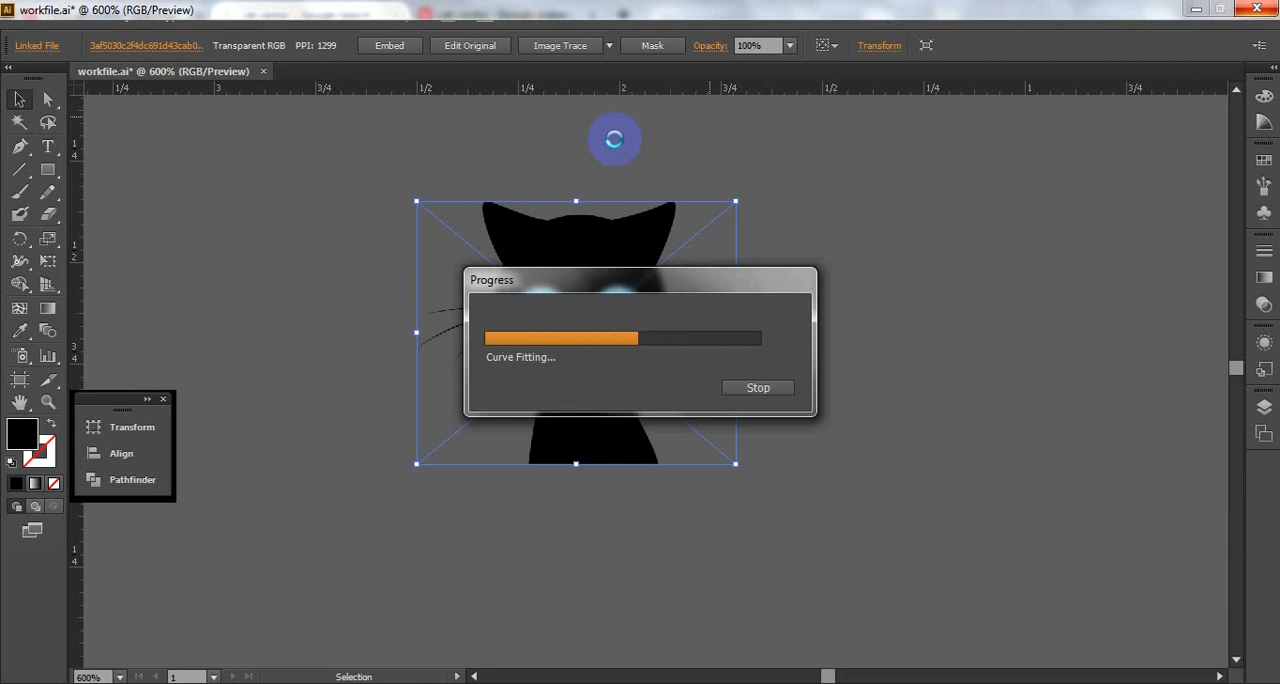 Ai workfile.ai* @ 600% (RGB/Preview)
Linked File 3af5030c2f4dc691d43cab0... Transparent RGB PPI: 1299 Embed Edit Original Image Trace Mask Opacity: 100% Transform
workfile.ai* @ 600% (RGB/Preview) ×
1/4 3 3/4 1/2 1/4 2 3/4 1/2 1/4 1 3/4
1
4
1
2
3
4
1
4
Progress
Curve Fitting...
Stop
Transform
Align
Pathfinder
600% 1 Selection